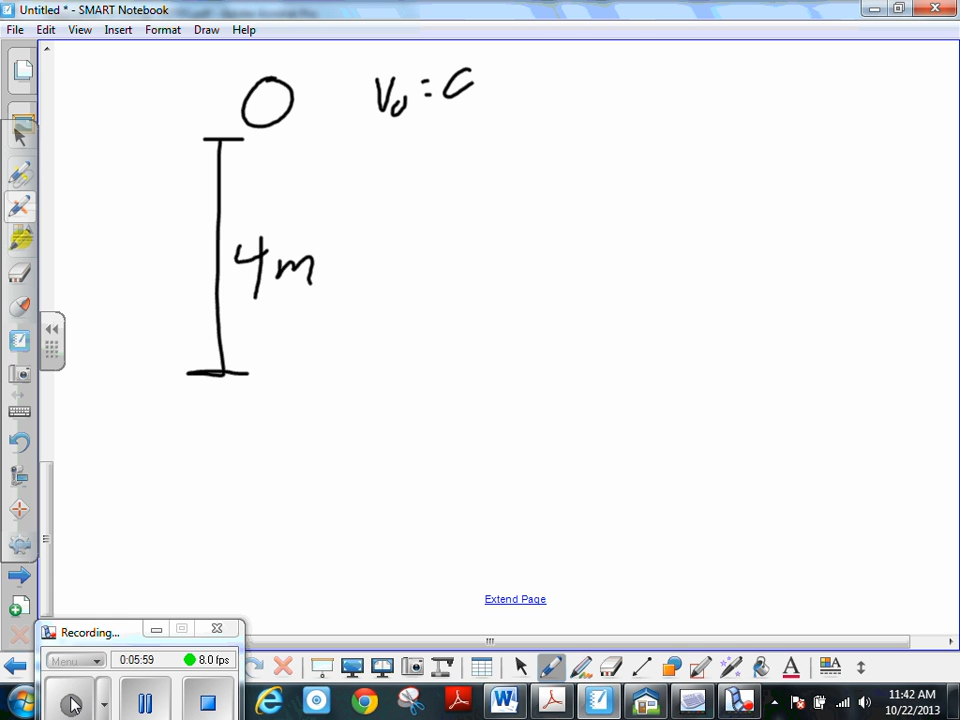 Untitled * - SMART Notebook
File Edit View Insert Format Draw Help
V₀ = C
4m
Extend Page
Recording...
Menu 0:05:59 8.0 fps
11:42 AM
10/22/2013